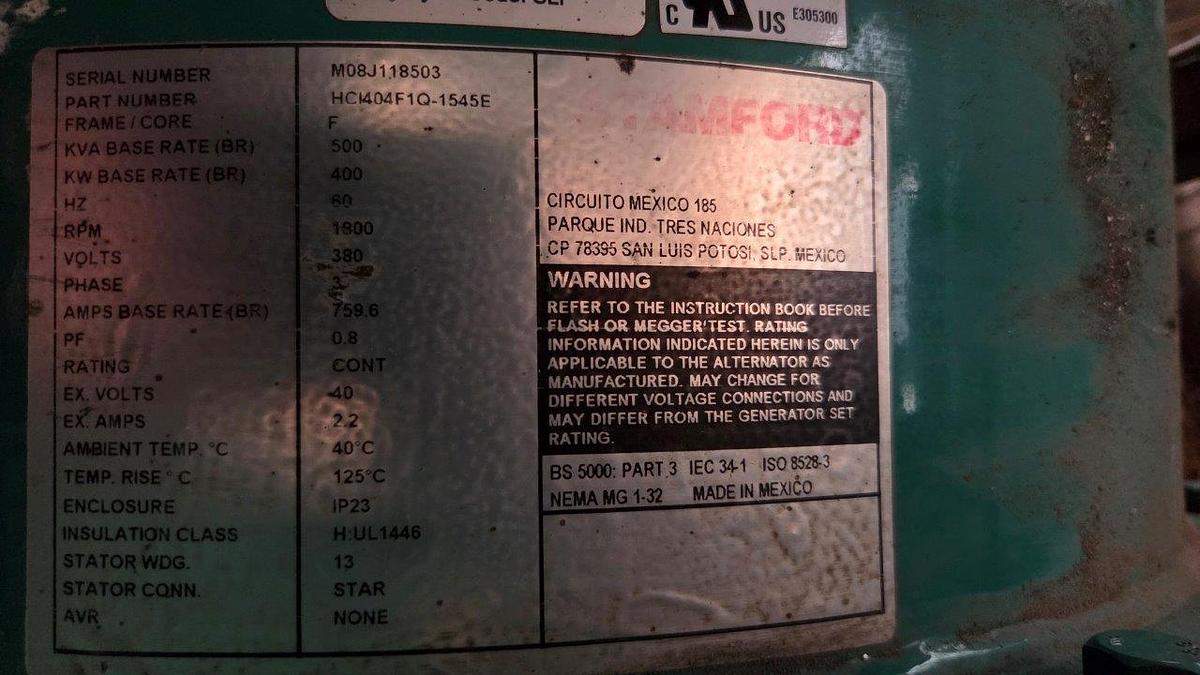 C US E305300
SERIAL NUMBER M08J118503
PART NUMBER HCI404F1Q-1545E
FRAME / CORE F
KVA BASE RATE (BR) 500
KW BASE RATE (BR) 400
HZ 60
RPM 1800
VOLTS 380
PHASE
AMPS BASE RATE (BR) 759.6
PF 0.8
RATING CONT
EX. VOLTS 40
EX. AMPS 2.2
AMBIENT TEMP. °C 40°C
TEMP. RISE ° C 125°C
ENCLOSURE IP23
INSULATION CLASS H:UL1446
STATOR WDG. 13
STATOR CONN. STAR
AVR NONE
STAMFORD
CIRCUITO MEXICO 185
PARQUE IND. TRES NACIONES
CP 78395 SAN LUIS POTOSI, SLP. MEXICO
WARNING
REFER TO THE INSTRUCTION BOOK BEFORE
FLASH OR MEGGER TEST. RATING
INFORMATION INDICATED HEREIN IS ONLY
APPLICABLE TO THE ALTERNATOR AS
MANUFACTURED. MAY CHANGE FOR
DIFFERENT VOLTAGE CONNECTIONS AND
MAY DIFFER FROM THE GENERATOR SET
RATING.
BS 5000: PART 3 IEC 34-1 ISO 8528-3
NEMA MG 1-32 MADE IN MEXICO